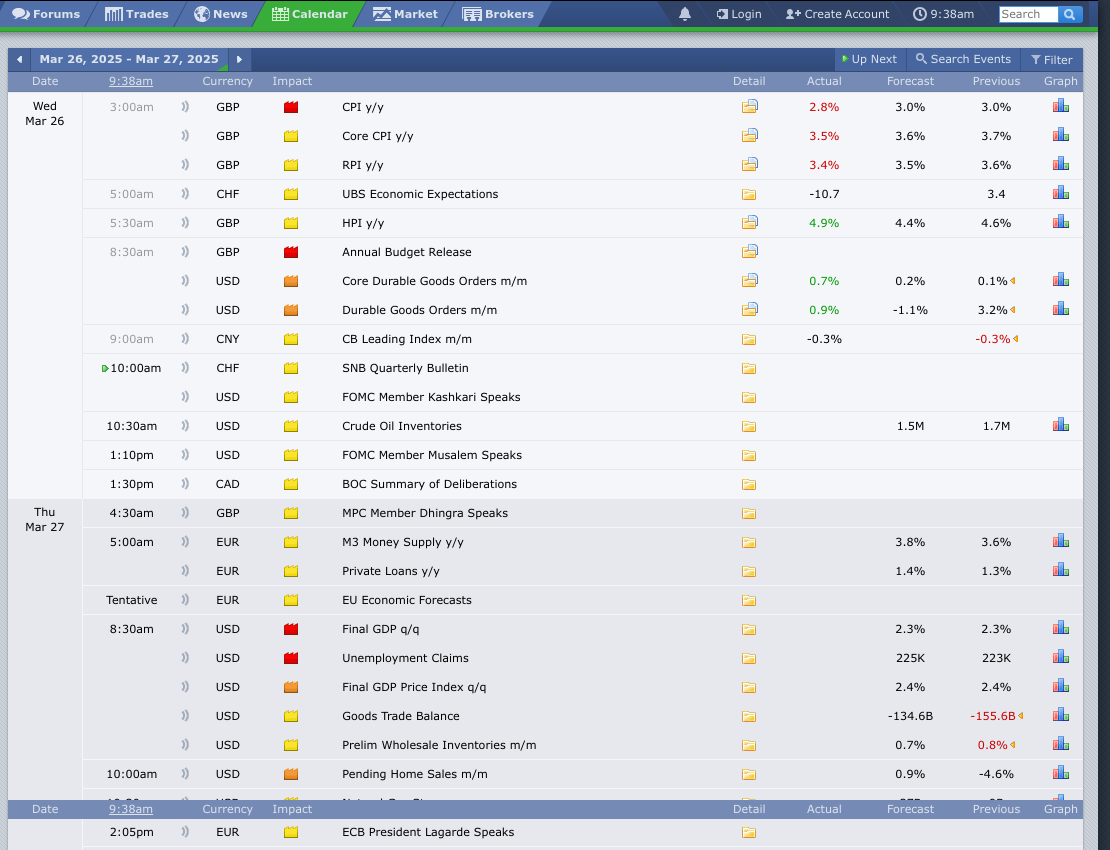 Forums Trades News Calendar Market Brokers Login Create Account 9:38am Search
Mar 26, 2025 - Mar 27, 2025 Up Next Search Events Filter
Date 9:38am Currency Impact Detail Actual Forecast Previous Graph
Wed 3:00am GBP CPI y/y 2.8% 3.0% 3.0%
Mar 26
GBP Core CPI y/y 3.5% 3.6% 3.7%
GBP RPI y/y 3.4% 3.5% 3.6%
5:00am CHF UBS Economic Expectations -10.7 3.4
5:30am GBP HPI y/y 4.9% 4.4% 4.6%
8:30am GBP Annual Budget Release
USD Core Durable Goods Orders m/m 0.7% 0.2% 0.1%
USD Durable Goods Orders m/m 0.9% -1.1% 3.2%
9:00am CNY CB Leading Index m/m -0.3% -0.3%
10:00am CHF SNB Quarterly Bulletin
USD FOMC Member Kashkari Speaks
10:30am USD Crude Oil Inventories 1.5M 1.7M
1:10pm USD FOMC Member Musalem Speaks
1:30pm CAD BOC Summary of Deliberations
Thu 4:30am GBP MPC Member Dhingra Speaks
Mar 27
5:00am EUR M3 Money Supply y/y 3.8% 3.6%
EUR Private Loans y/y 1.4% 1.3%
Tentative EUR EU Economic Forecasts
8:30am USD Final GDP q/q 2.3% 2.3%
USD Unemployment Claims 225K 223K
USD Final GDP Price Index q/q 2.4% 2.4%
USD Goods Trade Balance -134.6B -155.6B
USD Prelim Wholesale Inventories m/m 0.7% 0.8%
10:00am USD Pending Home Sales m/m 0.9% -4.6%
Date 9:38am Currency Impact Detail Actual Forecast Previous Graph
2:05pm EUR ECB President Lagarde Speaks